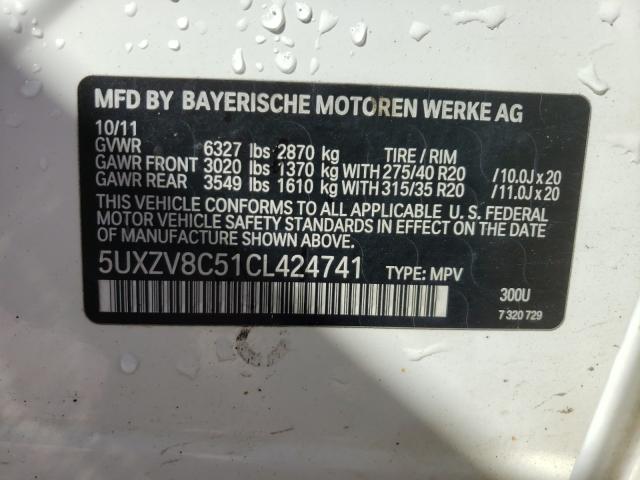 MFD BY BAYERISCHE MOTOREN WERKE AG
10/11
GVWR 6327 lbs 2870 kg TIRE / RIM
GAWR FRONT 3020 lbs 1370 kg WITH 275/40 R20 / 10.0J x 20
GAWR REAR 3549 lbs 1610 kg WITH 315/35 R20 / 11.0J x 20
THIS VEHICLE CONFORMS TO ALL APPLICABLE U. S. FEDERAL
MOTOR VEHICLE SAFETY STANDARDS IN EFFECT ON THE DATE
OF MANUFACTURE SHOWN ABOVE.
5UXZV8C51CL424741 TYPE: MPV 300U
7 320 729